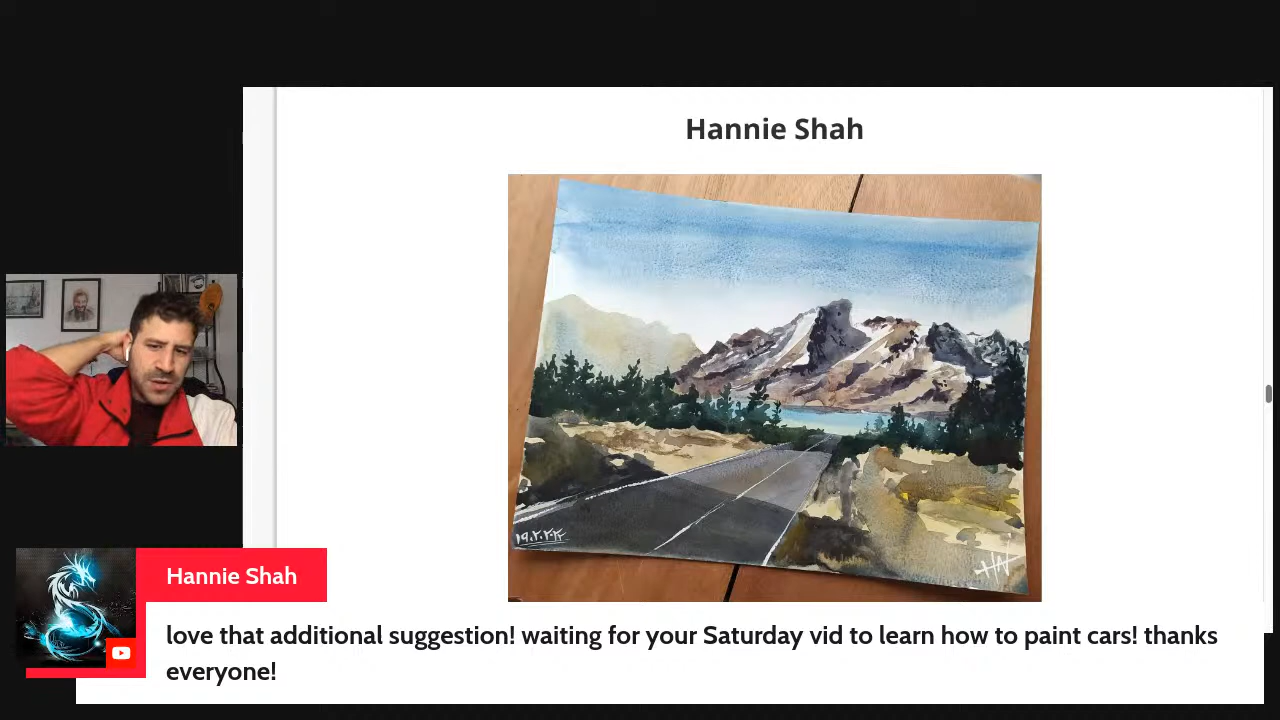 Hannie Shah
HN
Hannie Shah
love that additional suggestion! waiting for your Saturday vid to learn how to paint cars! thanks
everyone!